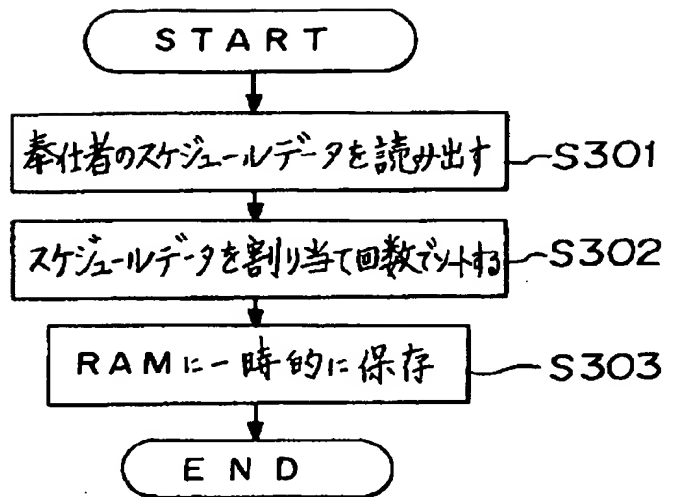 START
奉仕者のスケジュールデータを読み出す S301
スケジュールデータを割り当て回数でソートする S302
RAMに一時的に保存 S303
END